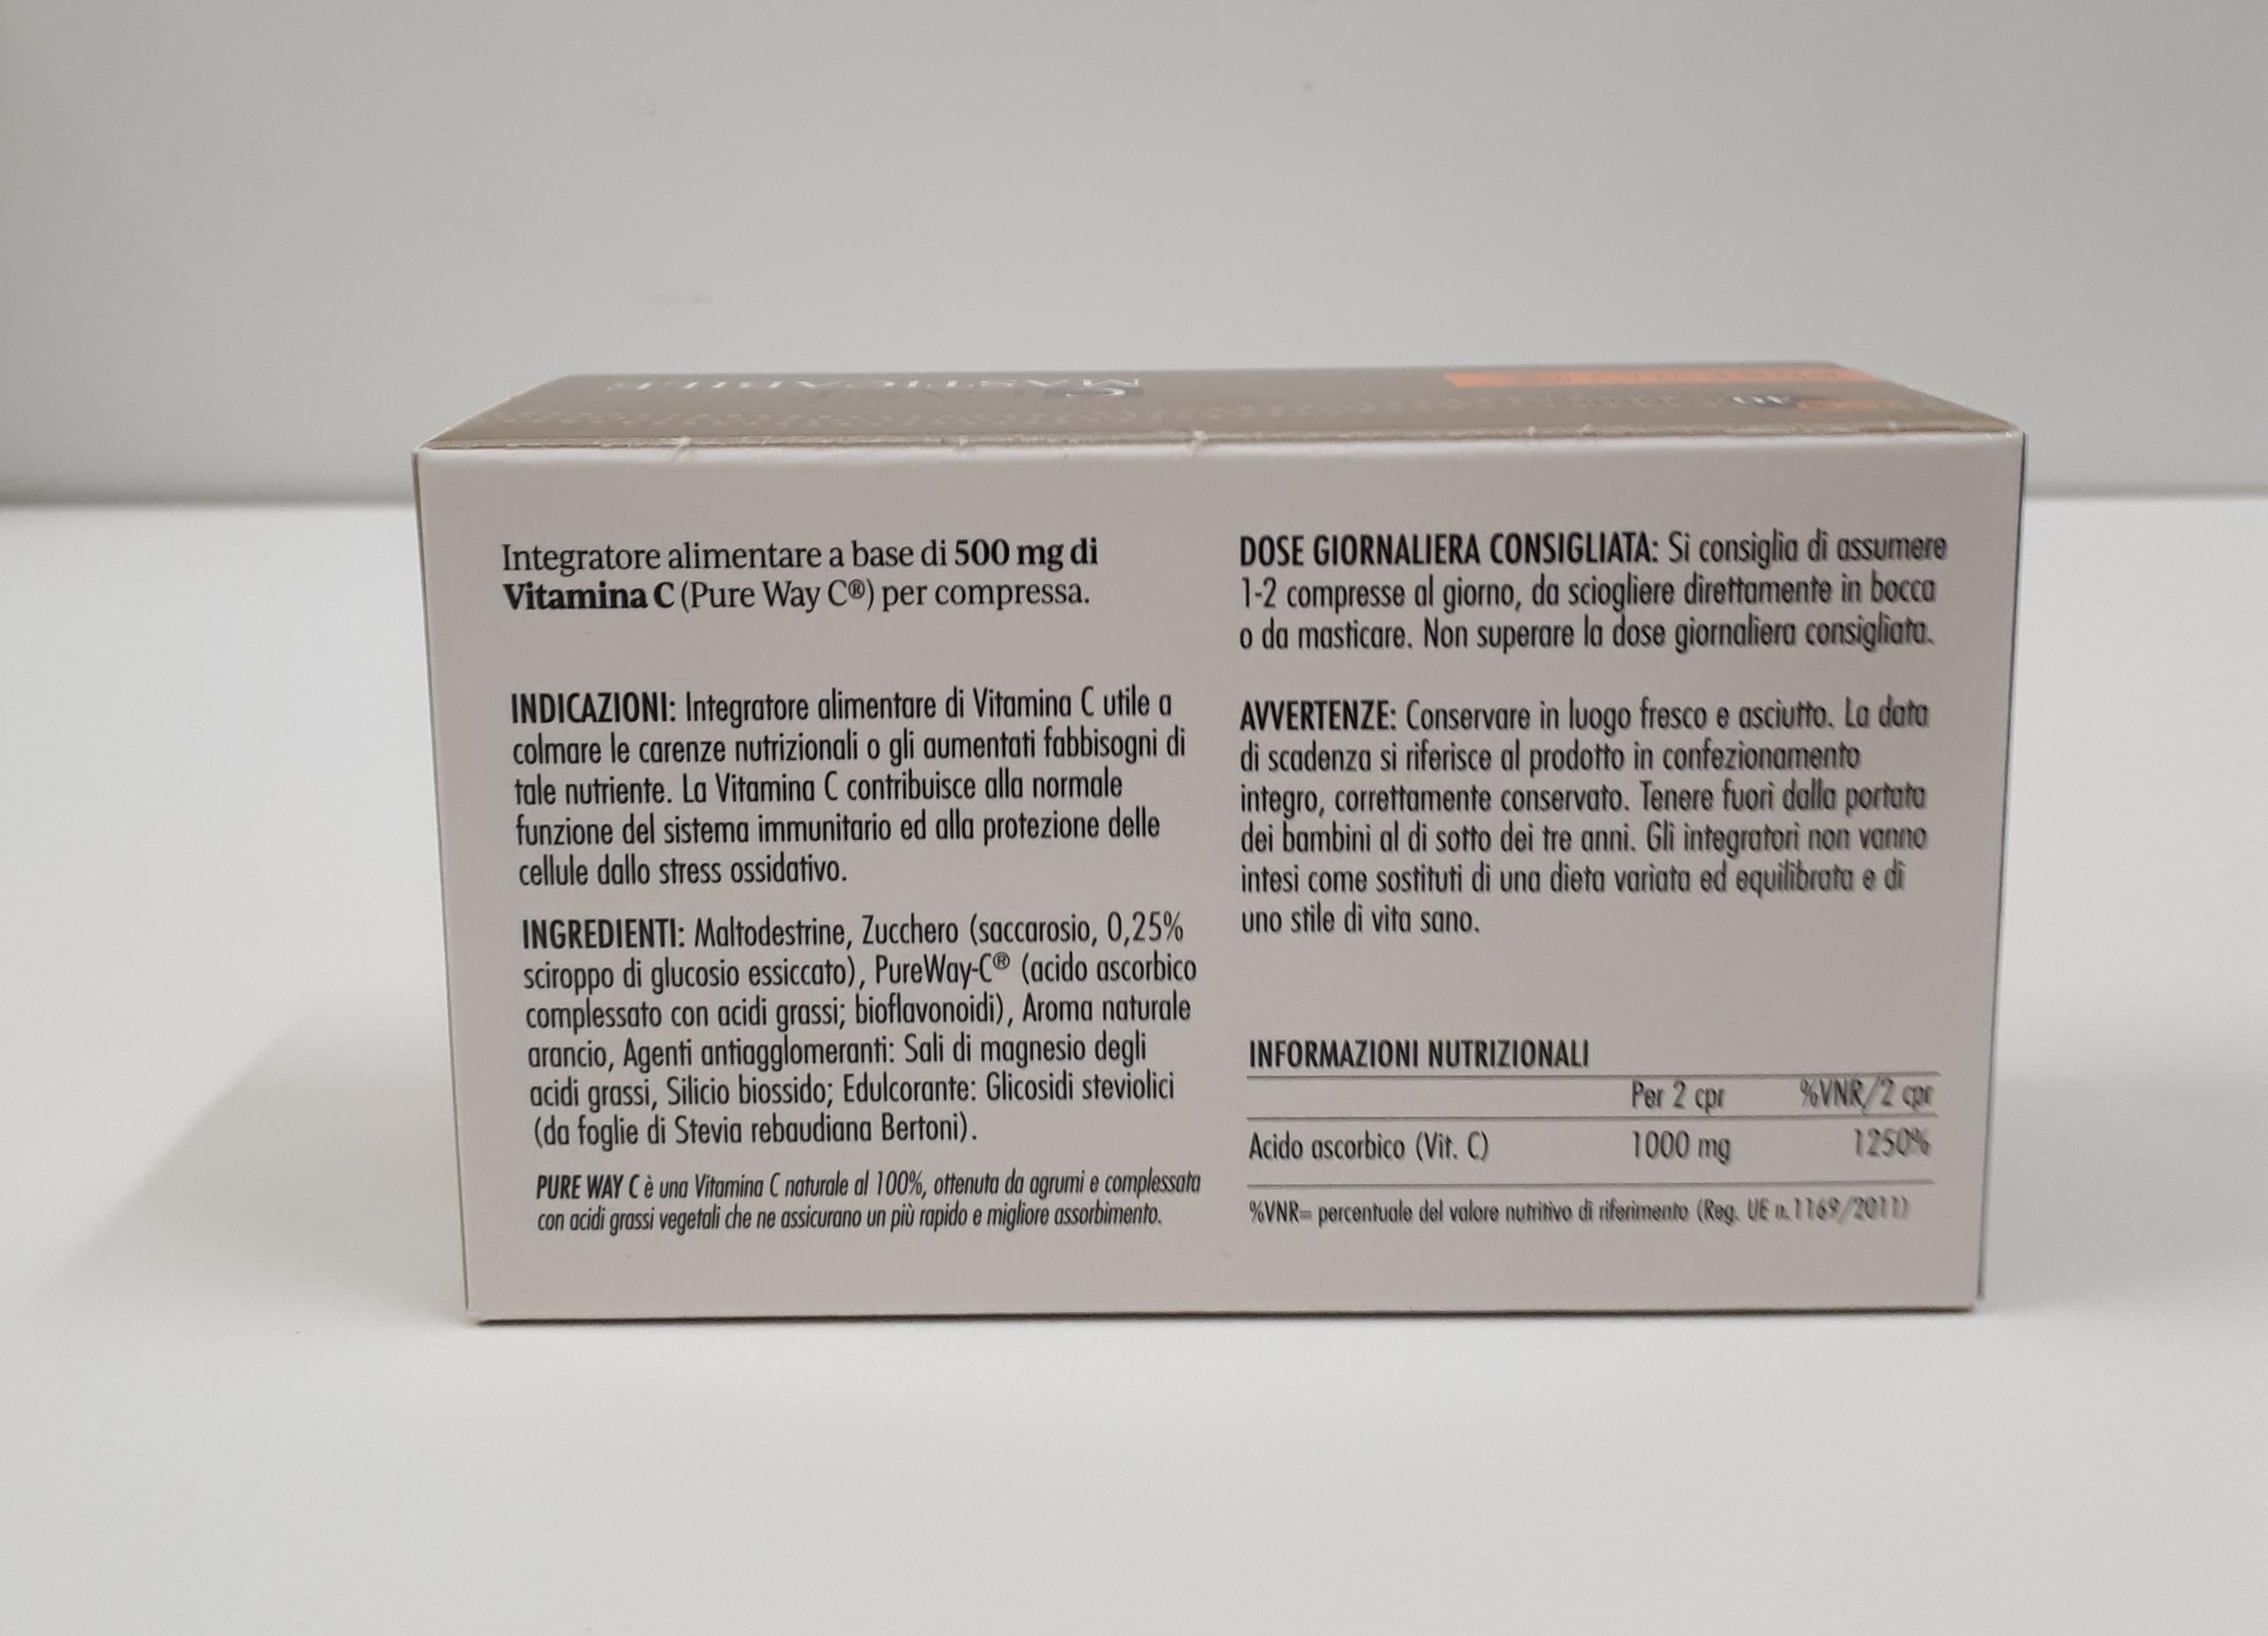 MASTICABILE
Integratore alimentare a base di 500 mg di
Vitamina C (Pure Way C®) per compressa.
INDICAZIONI: Integratore alimentare di Vitamina C utile a
colmare le carenze nutrizionali o gli aumentati fabbisogni di
tale nutriente. La Vitamina C contribuisce alla normale
funzione del sistema immunitario ed alla protezione delle
cellule dallo stress ossidativo.
INGREDIENTI: Maltodestrine, Zucchero (saccarosio, 0,25%
sciroppo di glucosio essiccato), PureWay-C® (acido ascorbico
complessato con acidi grassi; bioflavonoidi), Aroma naturale
arancio, Agenti antiagglomeranti: Sali di magnesio degli
acidi grassi, Silicio biossido; Edulcorante: Glicosidi steviolici
(da foglie di Stevia rebaudiana Bertoni).
PURE WAY C è una Vitamina C naturale al 100%, ottenuta da agrumi e complessata
con acidi grassi vegetali che ne assicurano un più rapido e migliore assorbimento.
DOSE GIORNALIERA CONSIGLIATA: Si consiglia di assumere
1-2 compresse al giorno, da sciogliere direttamente in bocca
o da masticare. Non superare la dose giornaliera consigliata.
AVVERTENZE: Conservare in luogo fresco e asciutto. La data
di scadenza si riferisce al prodotto in confezionamento
integro, correttamente conservato. Tenere fuori dalla portata
dei bambini al di sotto dei tre anni. Gli integratori non vanno
intesi come sostituti di una dieta variata ed equilibrata e di
uno stile di vita sano.
INFORMAZIONI NUTRIZIONALI
Per 2 cpr %VNR/2 cpr
Acido ascorbico (Vit. C) 1000 mg 1250%
%VNR= percentuale del valore nutritivo di riferimento (Reg. UE n.1169/2011)